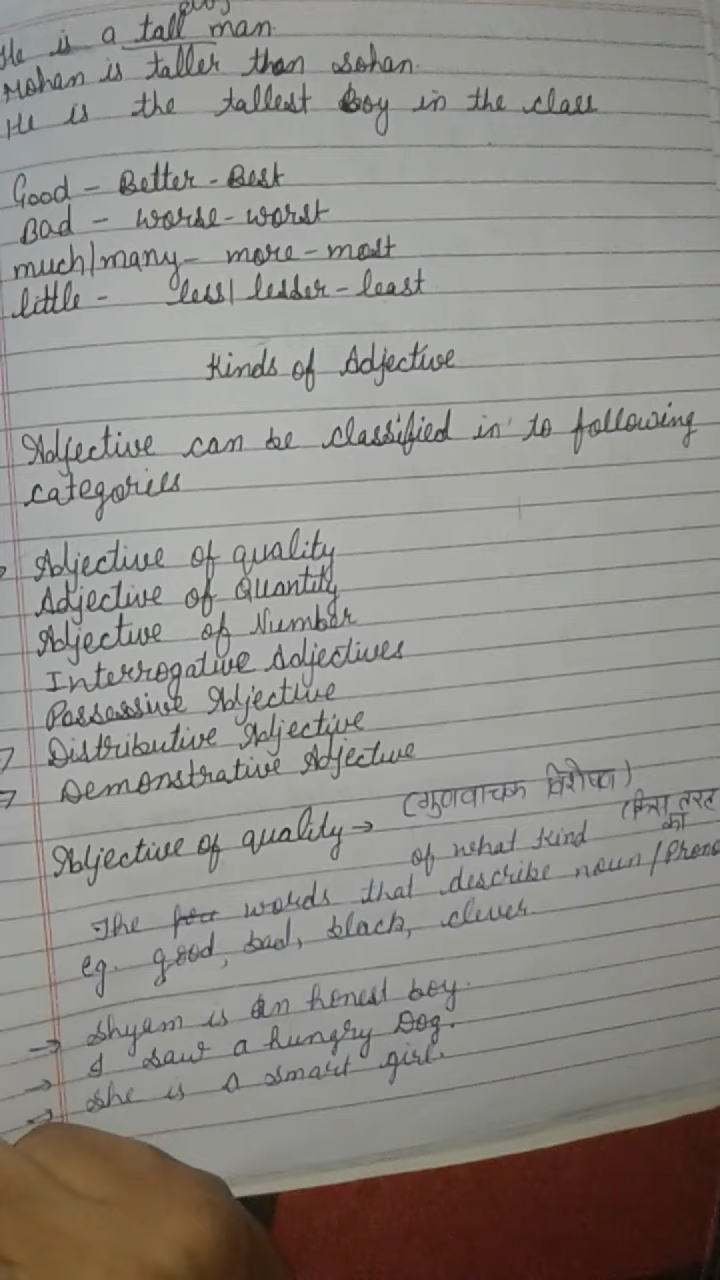 He is a tall man.
Mohan is taller than Sohan.
He is the tallest boy in the class
Good - Better - Best
Bad - worse - worst
much/many - more - most
little - less/lesser - least
Kinds of Adjective
Adjective can be classified in to following
categories
Adjective of quality
Adjective of Quantity
Adjective of Number
Interrogative Adjectives
Possessive Adjective
Distributive Adjective
Demonstrative Adjective
Adjective of quality → (गुणवाचक विशेषण)
of what kind (किस तरह का
The words that describe noun/
eg. good, bad, black, clever
→ Shyam is an honest boy.
→ I saw a hungry Dog.
→ She is a smart girl.